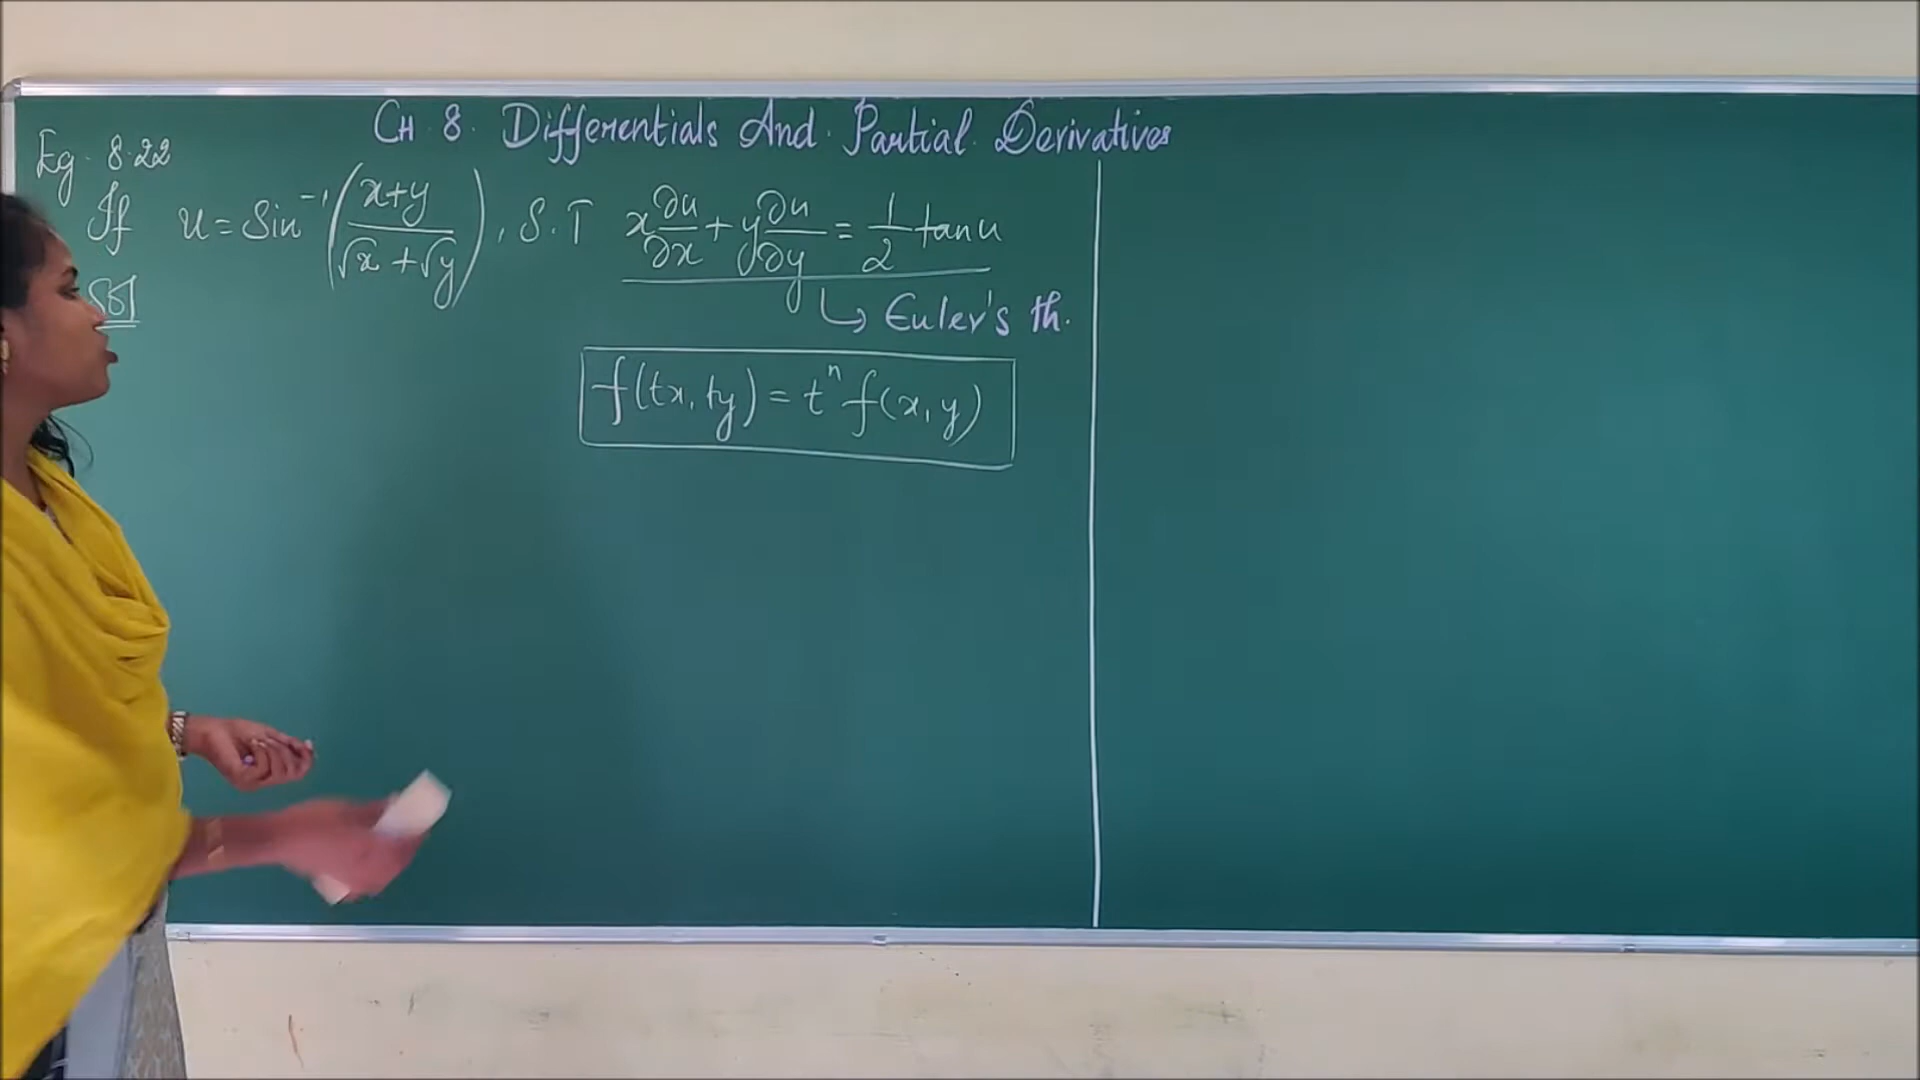 CH 8. Differentials And Partial Derivatives
Eg. 8.22
If u = Sin⁻¹((x+y)/(√x+√y)), S.T x ∂u/∂x + y ∂u/∂y = 1/2 tan u
Sol
↳ Euler's th.
f(tx, ty) = tⁿ f(x, y)